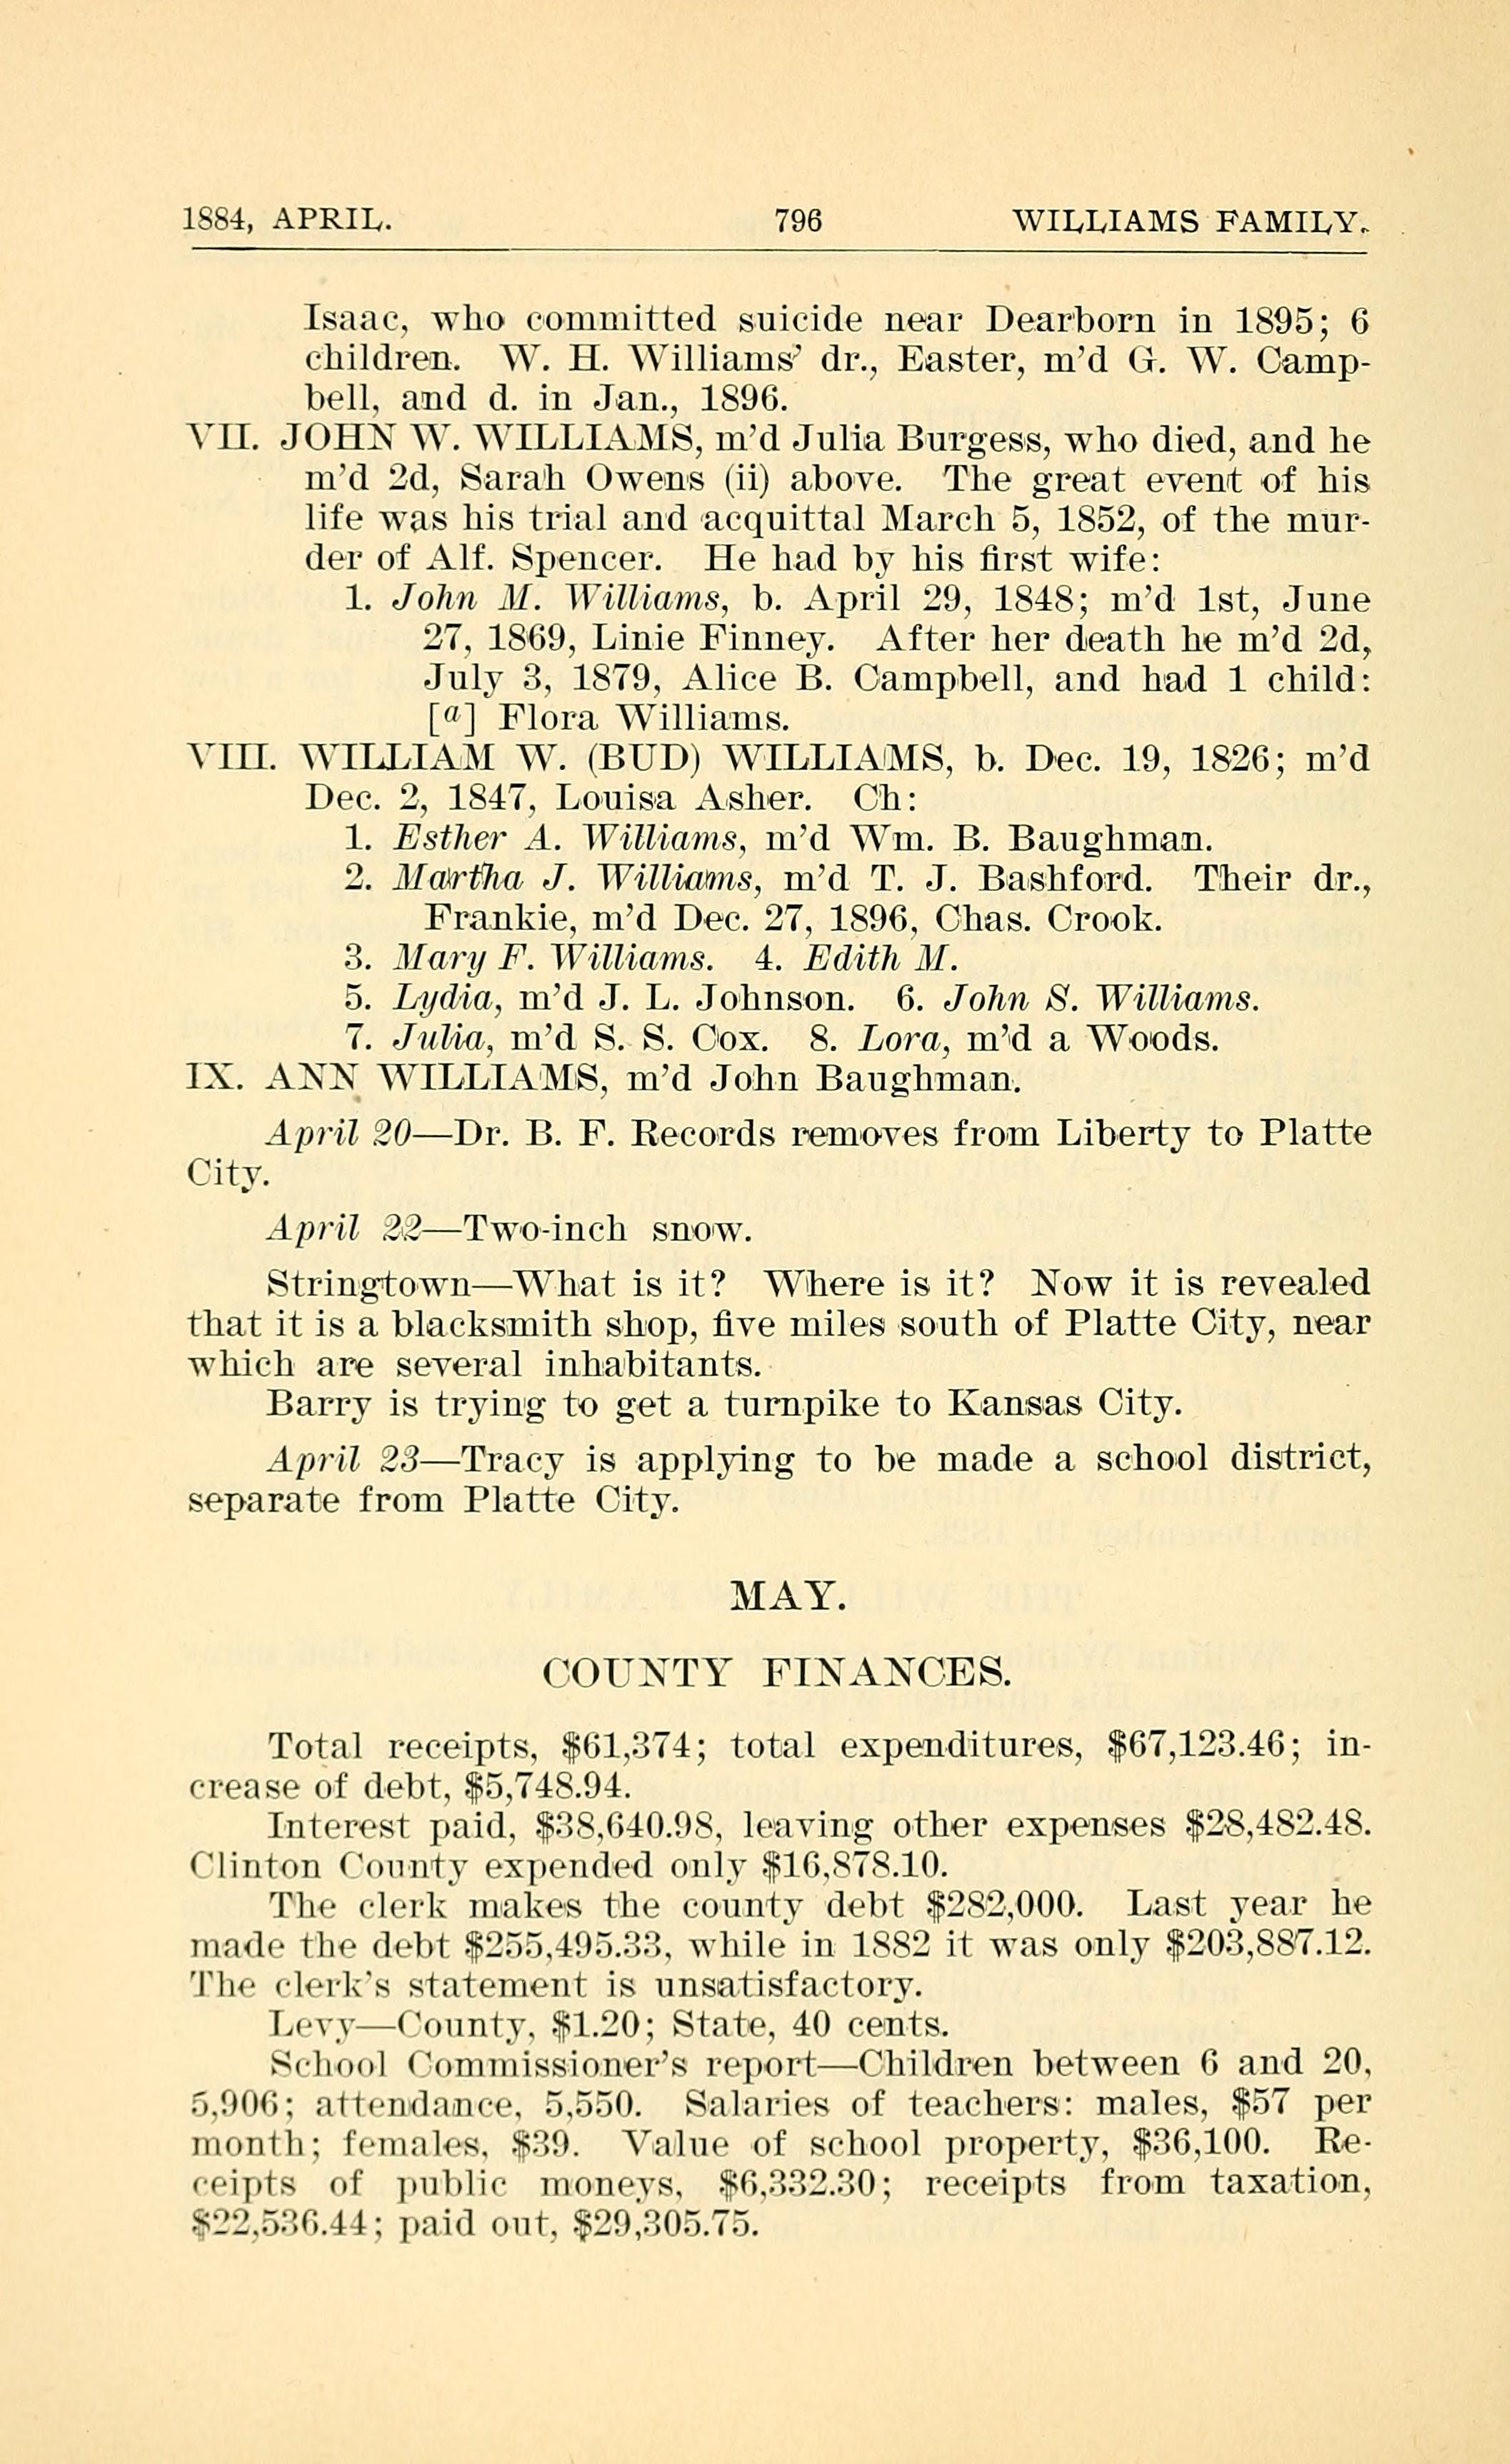 1884, APRIL. 796 WILLIAMS FAMILY.
Isaac, who committed suicide near Dearborn in 1895; 6
children. W. H. Williams' dr., Easter, m'd G. W. Camp-
bell, and d. in Jan., 1896.
VII. JOHN W. WILLIAMS, m'd Julia Burgess, who died, and he
m'd 2d, Sarah Owens (ii) above. The great event of his
life was his trial and acquittal March 5, 1852, of the mur-
der of Alf. Spencer. He had by his first wife:
1. John M. Williams, b. April 29, 1848; m'd 1st, June
27, 1869, Linie Finney. After her death he m'd 2d,
July 3, 1879, Alice B. Campbell, and had 1 child:
[a] Flora Williams.
VIII. WILLIAM W. (BUD) WILLIAMS, b. Dec. 19, 1826; m'd
Dec. 2, 1847, Louisa Asher. Ch:
1. Esther A. Williams, m'd Wm. B. Baughman.
2. Martha J. Williams, m'd T. J. Bashford. Their dr.,
Frankie, m'd Dec. 27, 1896, Chas. Crook.
3. Mary F. Williams. 4. Edith M.
5. Lydia, m'd J. L. Johnson. 6. John S. Williams.
7. Julia, m'd S. S. Cox. 8. Lora, m'd a Woods.
IX. ANN WILLIAMS, m'd John Baughman.
April 20—Dr. B. F. Records removes from Liberty to Platte
City.
April 22—Two-inch snow.
Stringtown—What is it? Where is it? Now it is revealed
that it is a blacksmith shop, five miles south of Platte City, near
which are several inhabitants.
Barry is trying to get a turnpike to Kansas City.
April 23—Tracy is applying to be made a school district,
separate from Platte City.
MAY.
COUNTY FINANCES.
Total receipts, $61,374; total expenditures, $67,123.46; in-
crease of debt, $5,748.94.
Interest paid, $38,640.98, leaving other expenses $28,482.48.
Clinton County expended only $16,878.10.
The clerk makes the county debt $282,000. Last year he
made the debt $255,495.33, while in 1882 it was only $203,887.12.
The clerk's statement is unsatisfactory.
Levy—County, $1.20; State, 40 cents.
School Commissioner's report—Children between 6 and 20,
5,906; attendance, 5,550. Salaries of teachers: males, $57 per
month; females, $39. Value of school property, $36,100. Re-
ceipts of public moneys, $6,332.30; receipts from taxation,
$22,536.44; paid out, $29,305.75.